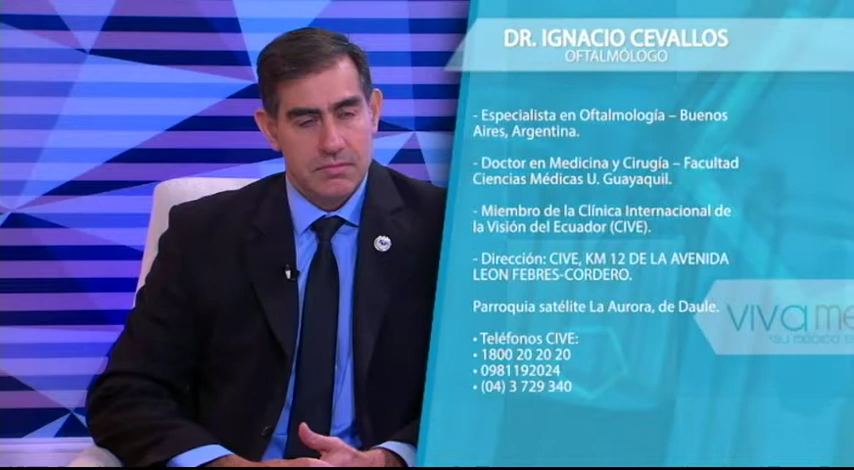 DR. IGNACIO CEVALLOS
OFTALMÓLOGO
- Especialista en Oftalmología – Buenos
Aires, Argentina.
- Doctor en Medicina y Cirugía – Facultad
Ciencias Médicas U. Guayaquil.
- Miembro de la Clínica Internacional de
la Visión del Ecuador (CIVE).
- Dirección: CIVE, KM 12 DE LA AVENIDA
LEON FEBRES-CORDERO.
Parroquia satélite La Aurora, de Daule.
• Teléfonos CIVE:
• 1800 20 20 20
• 0981192024
• (04) 3 729 340